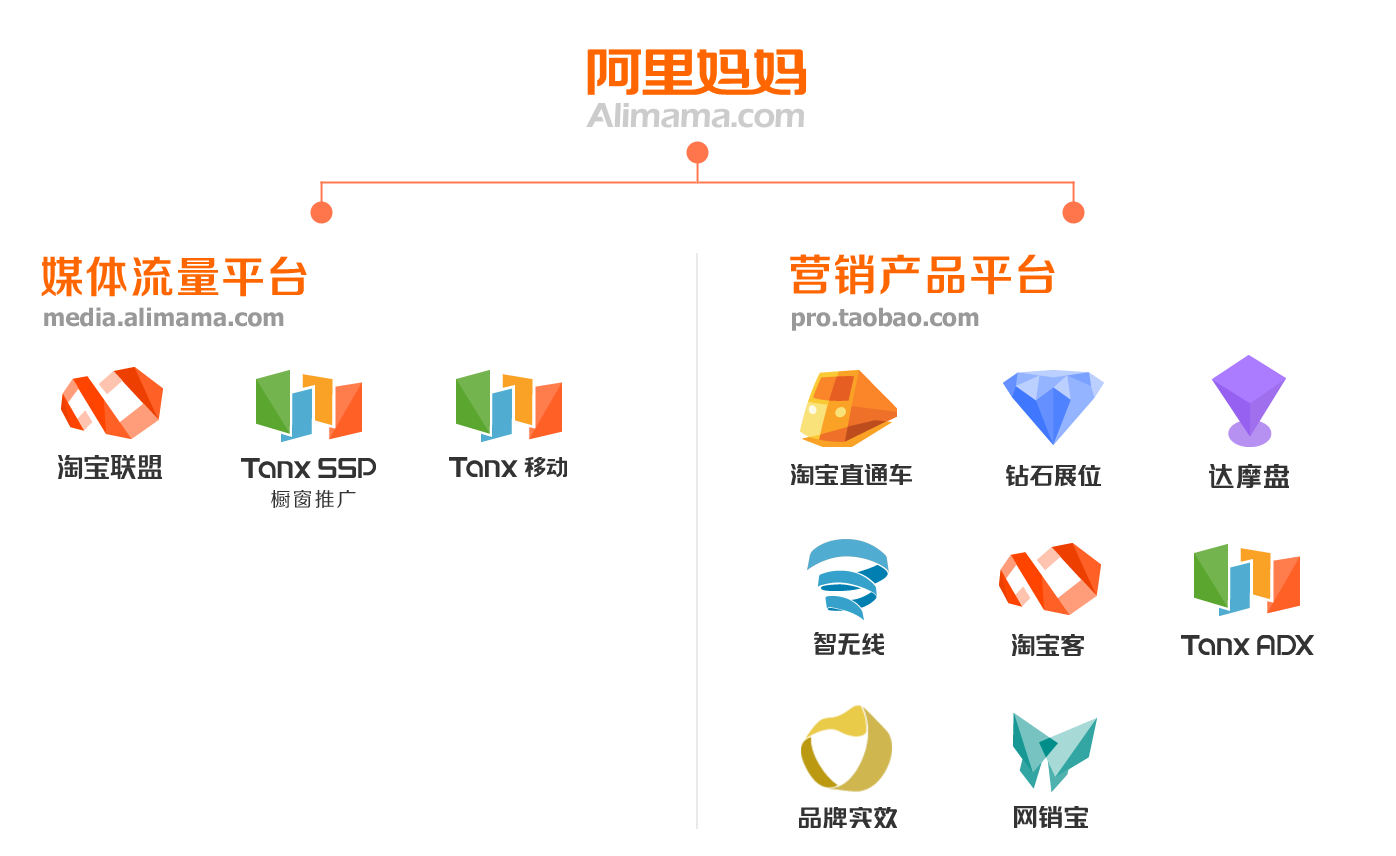 阿里妈妈
Alimama.com
媒体流量平台
media.alimama.com
淘宝联盟
Tanx SSP
橱窗推广
Tanx 移动
营销产品平台
pro.taobao.com
淘宝直通车
钻石展位
达摩盘
智无线
淘宝客
Tanx ADX
品牌实效
网销宝